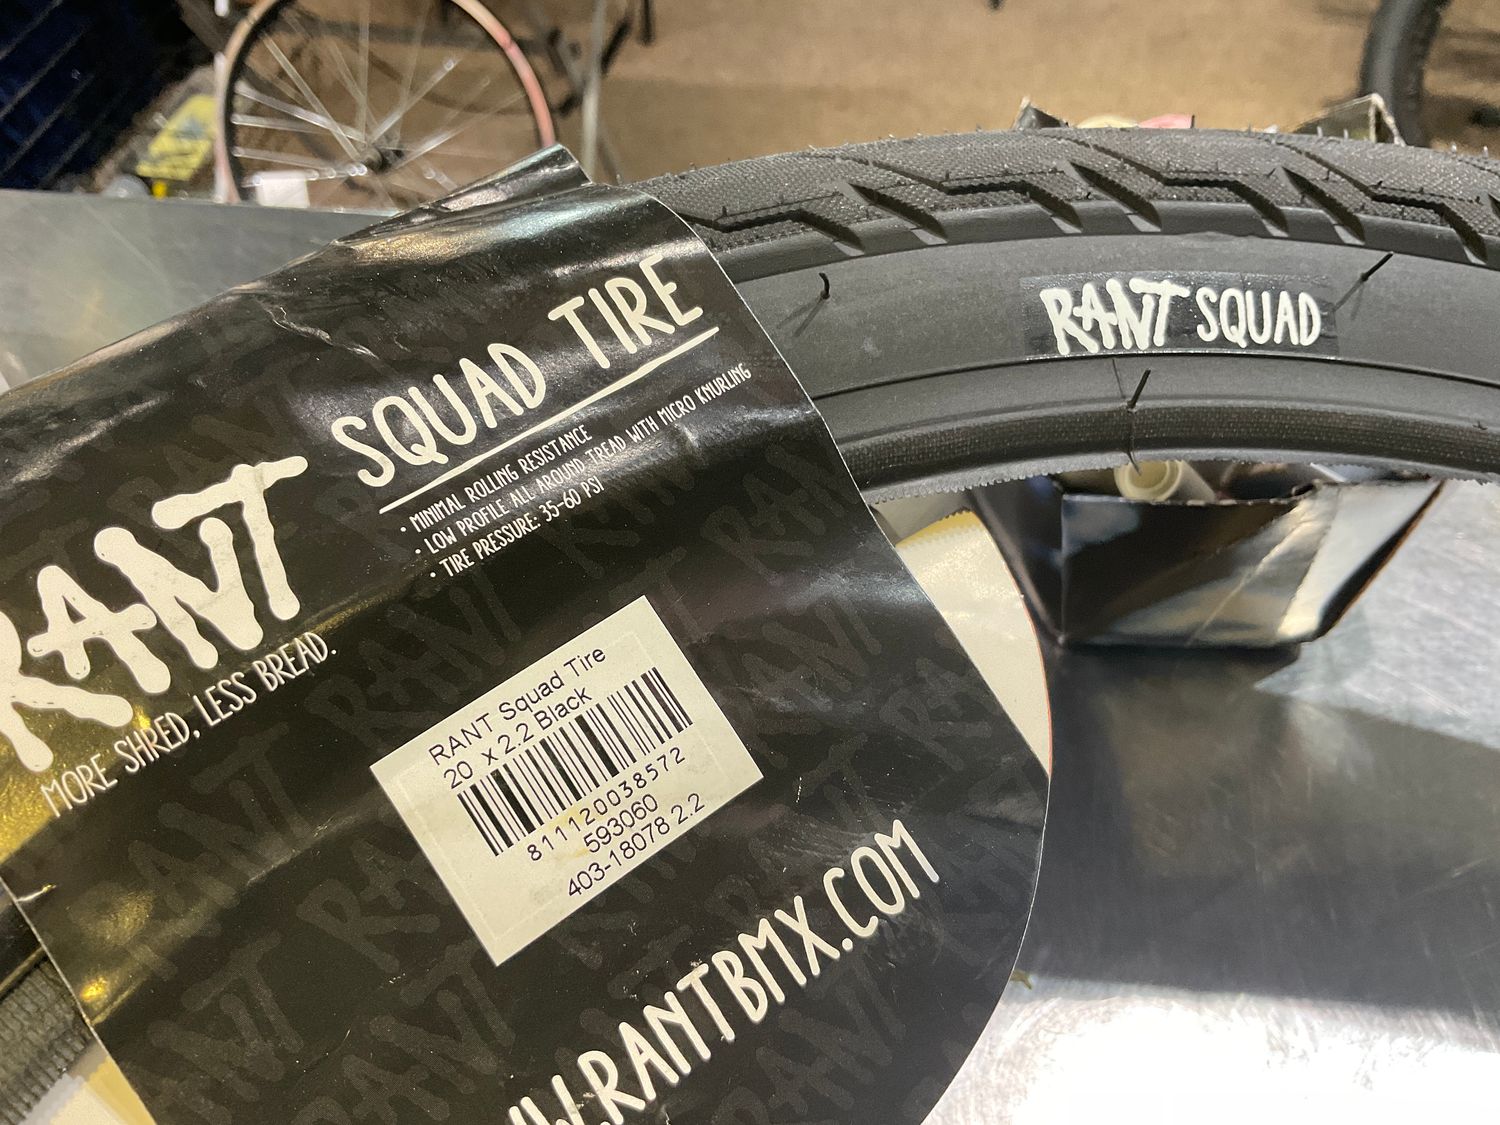 RANT SQUAD
SQUAD TIRE
• MINIMAL ROLLING RESISTANCE
• LOW PROFILE ALL AROUND TREAD WITH MICRO KNURLING
• TIRE PRESSURE: 35-60 PSI
RANT
MORE SHRED, LESS BREAD.
RANT Squad Tire
20 x 2.2 Black
811120038572
593060
403-18078 2.2
WW.RANTBMX.COM